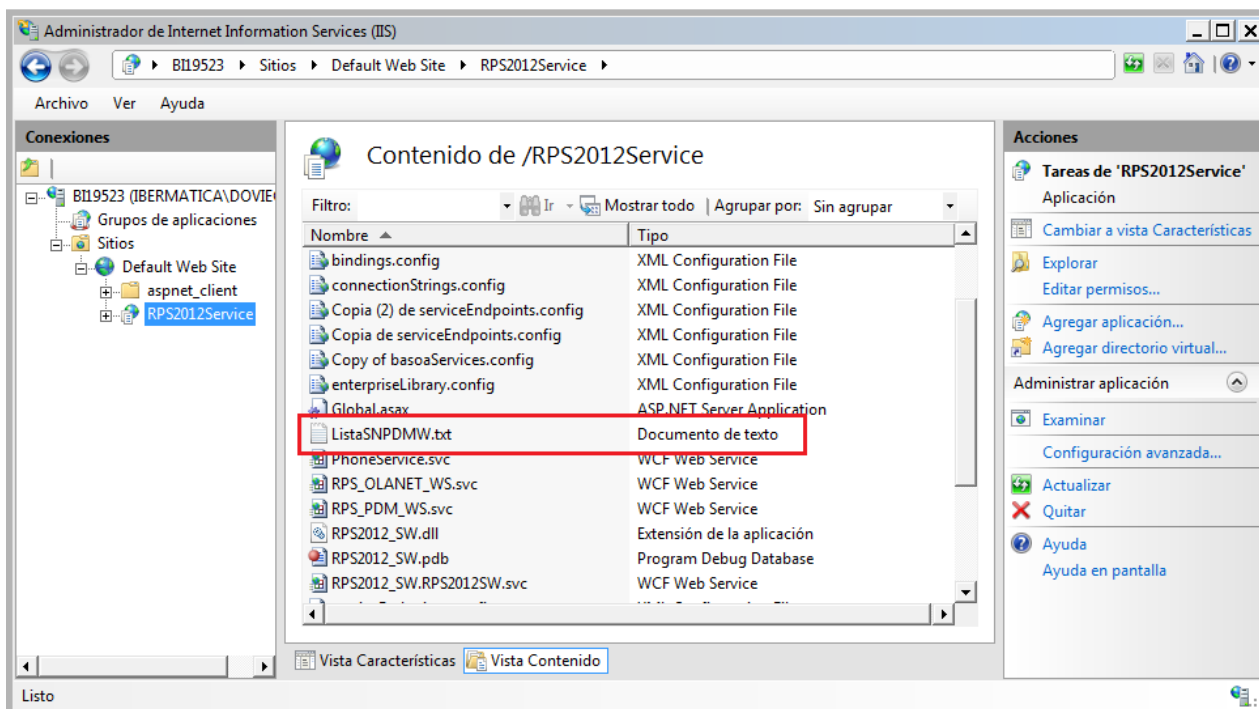 Administrador de Internet Information Services (IIS)
BI19523 Sitios Default Web Site RPS2012Service
Archivo Ver Ayuda
Conexiones
BI19523 (IBERMATICA\DOVIE
Grupos de aplicaciones
Sitios
Default Web Site
aspnet_client
RPS2012Service
Contenido de /RPS2012Service
Filtro: Ir Mostrar todo Agrupar por: Sin agrupar
Nombre Tipo
bindings.config XML Configuration File
connectionStrings.config XML Configuration File
Copia (2) de serviceEndpoints.config XML Configuration File
Copia de serviceEndpoints.config XML Configuration File
Copy of basoaServices.config XML Configuration File
enterpriseLibrary.config XML Configuration File
Global.asax ASP.NET Server Application
ListaSNPDMW.txt Documento de texto
PhoneService.svc WCF Web Service
RPS_OLANET_WS.svc WCF Web Service
RPS_PDM_WS.svc WCF Web Service
RPS2012_SW.dll Extensión de la aplicación
RPS2012_SW.pdb Program Debug Database
RPS2012_SW.RPS2012SW.svc WCF Web Service
Vista Características Vista Contenido
Acciones
Tareas de 'RPS2012Service'
Aplicación
Cambiar a vista Características
Explorar
Editar permisos...
Agregar aplicación...
Agregar directorio virtual...
Administrar aplicación
Examinar
Configuración avanzada...
Actualizar
Quitar
Ayuda
Ayuda en pantalla
Listo